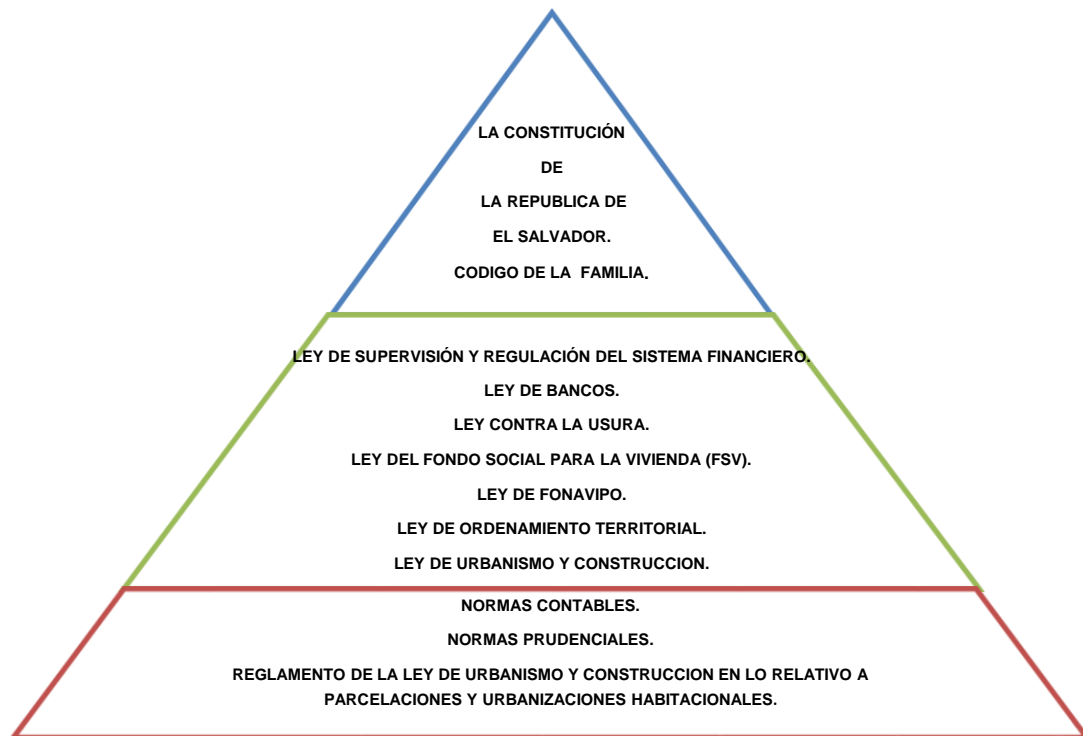 LA CONSTITUCIÓN
DE
LA REPUBLICA DE
EL SALVADOR.
CODIGO DE LA FAMILIA.
LEY DE SUPERVISIÓN Y REGULACIÓN DEL SISTEMA FINANCIERO.
LEY DE BANCOS.
LEY CONTRA LA USURA.
LEY DEL FONDO SOCIAL PARA LA VIVIENDA (FSV).
LEY DE FONAVIPO.
LEY DE ORDENAMIENTO TERRITORIAL.
LEY DE URBANISMO Y CONSTRUCCION.
NORMAS CONTABLES.
NORMAS PRUDENCIALES.
REGLAMENTO DE LA LEY DE URBANISMO Y CONSTRUCCION EN LO RELATIVO A
PARCELACIONES Y URBANIZACIONES HABITACIONALES.